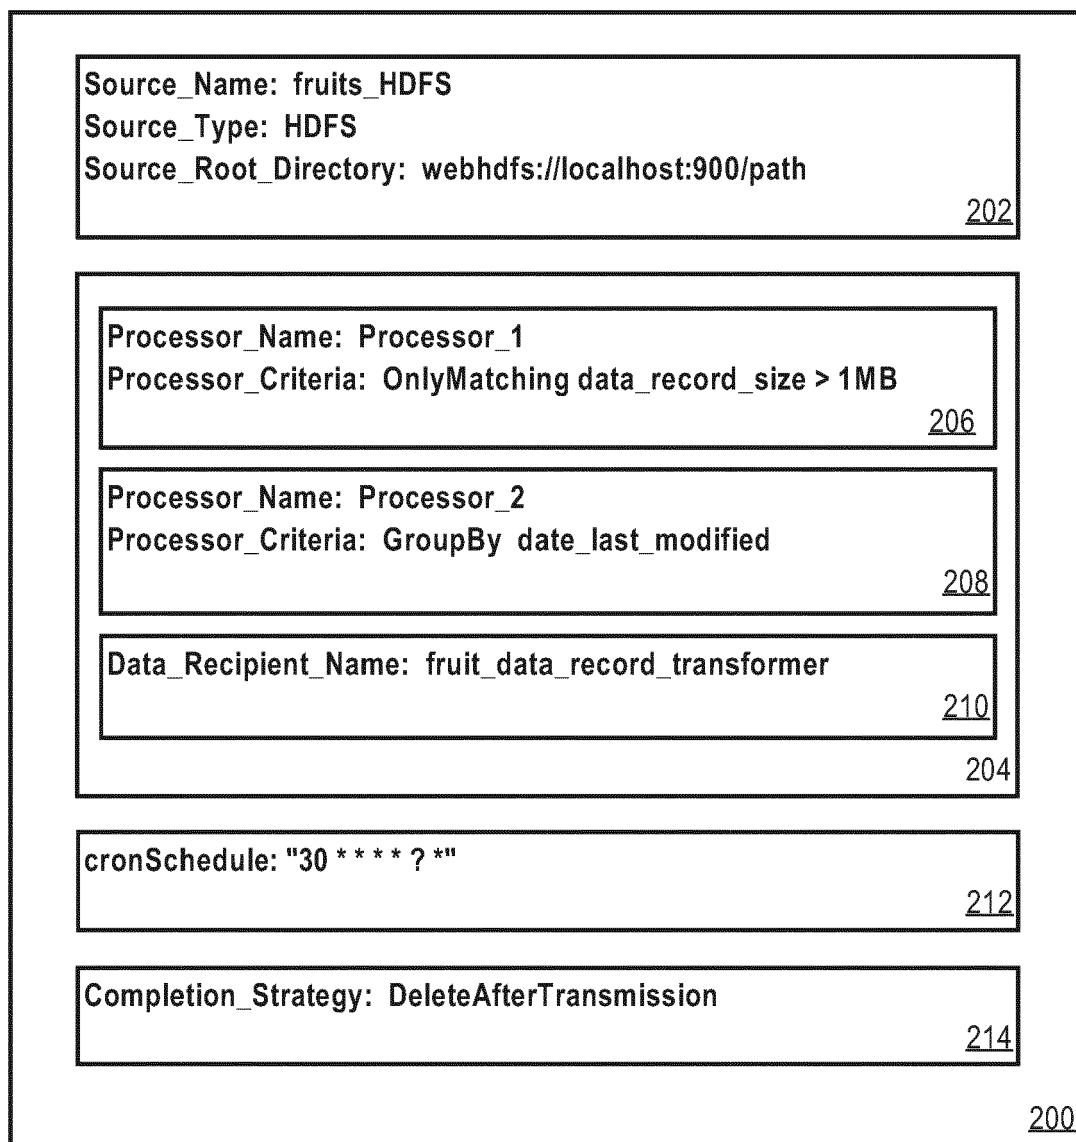 Source_Name: fruits_HDFS
Source_Type: HDFS
Source_Root_Directory: webhdfs://localhost:900/path
202
Processor_Name: Processor_1
Processor_Criteria: OnlyMatching data_record_size > 1MB
206
Processor_Name: Processor_2
Processor_Criteria: GroupBy date_last_modified
208
Data_Recipient_Name: fruit_data_record_transformer
210
204
cronSchedule: "30 * * * * ? *"
212
Completion_Strategy: DeleteAfterTransmission
214
200